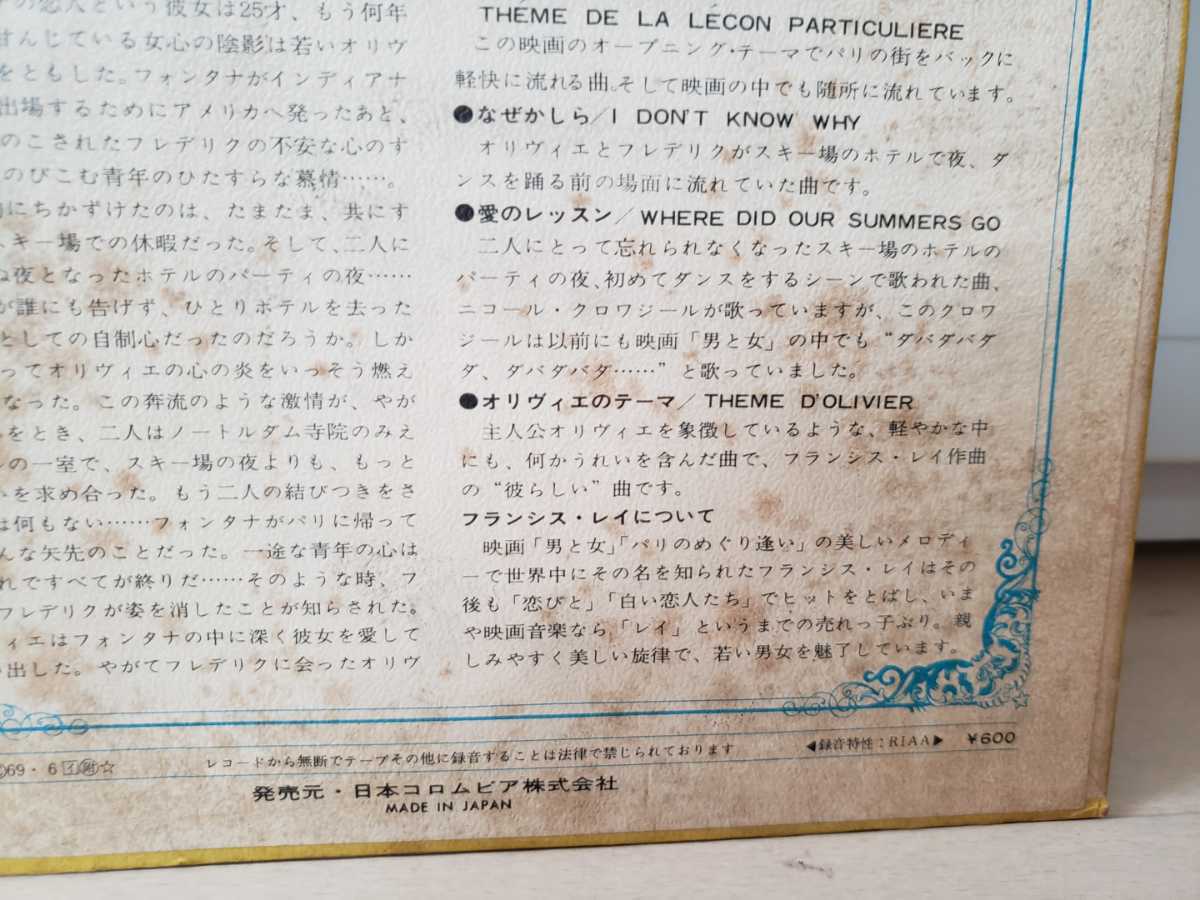 の恋人という彼女は25才、もう何年
甘んじている女心の陰影は若いオリヴ
をともした。フォンタナがインディアナ
出場するためにアメリカへ発ったあと、
のこされたフレデリクの不安な心のす
のびこむ青年のひたすらな慕情……。
にちかずけたのは、たまたま、共にす
スキー場での休暇だった。そして、二人に
ぬ夜となったホテルのパーティの夜……
が誰にも告げず、ひとりホテルを去った
としての自制心だったのだろうか。しか
ってオリヴィエの心の炎をいっそう燃え
なった。この奔流のような激情が、やが
をとき、二人はノートルダム寺院のみえ
の一室で、スキー場の夜よりも、もっと
を求め合った。もう二人の結びつきをさ
は何もない……フォンタナがパリに帰って
んな矢先のことだった。一途な青年の心は
れですべてが終りだ……そのような時、フ
フレデリクが姿を消したことが知らされた。
ィエはフォンタナの中に深く彼女を愛して
出した。やがてフレデリクに会ったオリヴ
THÈME DE LA LÉCON PARTICULIERE
この映画のオープニング・テーマでパリの街をバックに
軽快に流れる曲。そして映画の中でも随所に流れています。
●なぜかしら/I DON'T KNOW WHY
オリヴィエとフレデリクがスキー場のホテルで夜、ダ
ンスを踊る前の場面に流れていた曲です。
●愛のレッスン/WHERE DID OUR SUMMERS GO
二人にとって忘れられなくなったスキー場のホテルの
パーティの夜、初めてダンスをするシーンで歌われた曲、
ニコール・クロワジールが歌っていますが、このクロワ
ジールは以前にも映画「男と女」の中でも“ダバダバダ
ダ、ダバダバダ……”と歌っていました。
●オリヴィエのテーマ/THEME D'OLIVIER
主人公オリヴィエを象徴しているような、軽やかな中
にも、何かうれいを含んだ曲で、フランシス・レイ作曲
の“彼らしい”曲です。
フランシス・レイについて
映画「男と女」「パリのめぐり逢い」の美しいメロディ
ーで世界中にその名を知られたフランシス・レイはその
後も「恋びと」「白い恋人たち」でヒットをとばし、いま
や映画音楽なら、「レイ」というまでの売れっ子ぶり。親
しみやすく美しい旋律で、若い男女を魅了しています。
69・6
レコードから無断でテープその他に録音することは法律で禁じられております
◀録音特性:RIAA▶ ¥600
発売元・日本コロムビア株式会社
MADE IN JAPAN